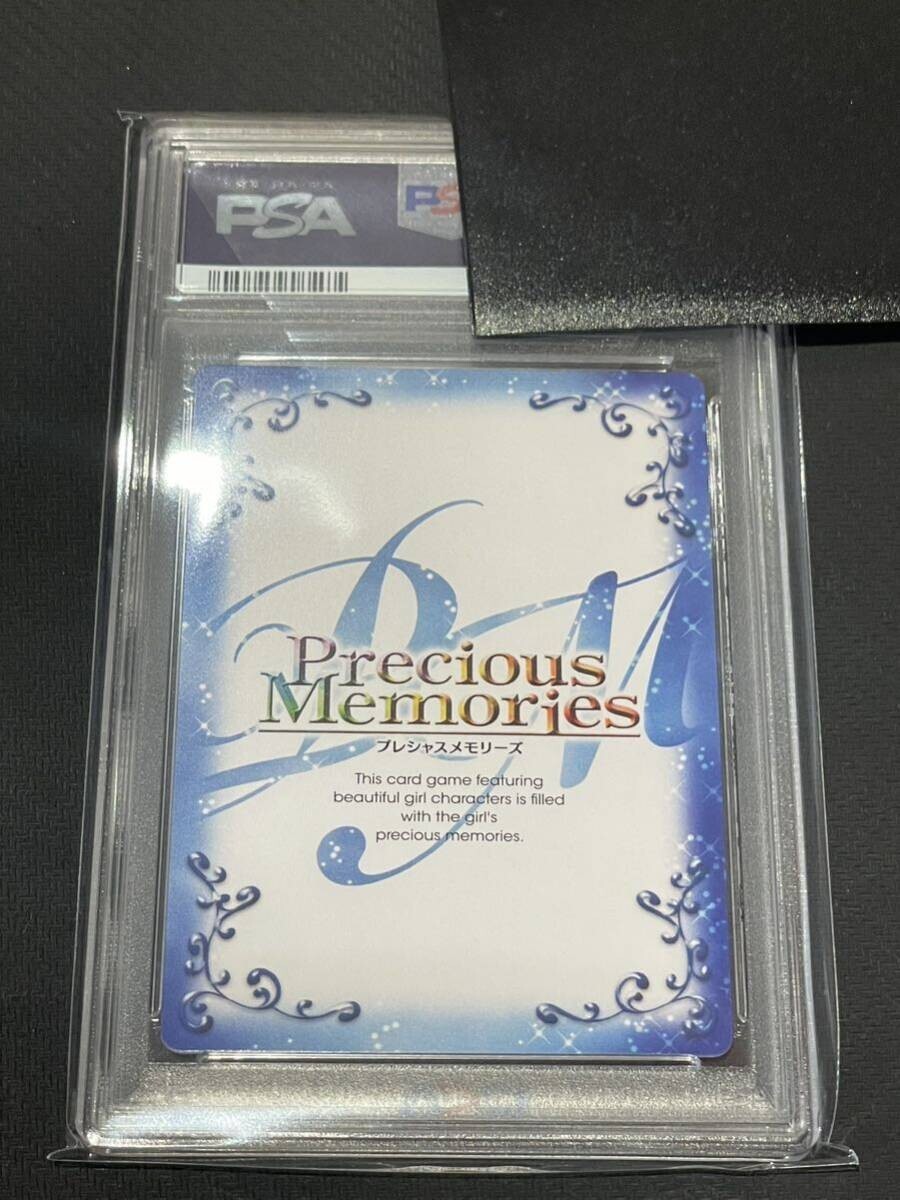 PSA
PS
Precious
Memories
プレシャスメモリーズ
This card game featuring
beautiful girl characters is filled
with the girl's
precious memories.